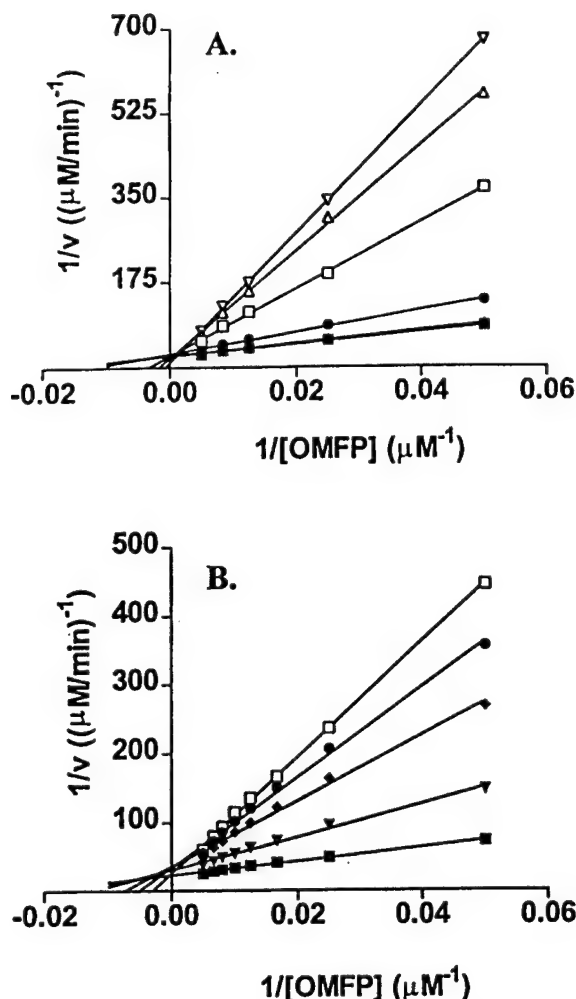 A.
700
525
350
175
1/v ((μM/min)⁻¹)
-0.02 0.00 0.02 0.04 0.06
1/[OMFP] (μM⁻¹)
B.
500
400
300
200
100
1/v ((μM/min)⁻¹)
-0.02 0.00 0.02 0.04 0.06
1/[OMFP] (μM⁻¹)